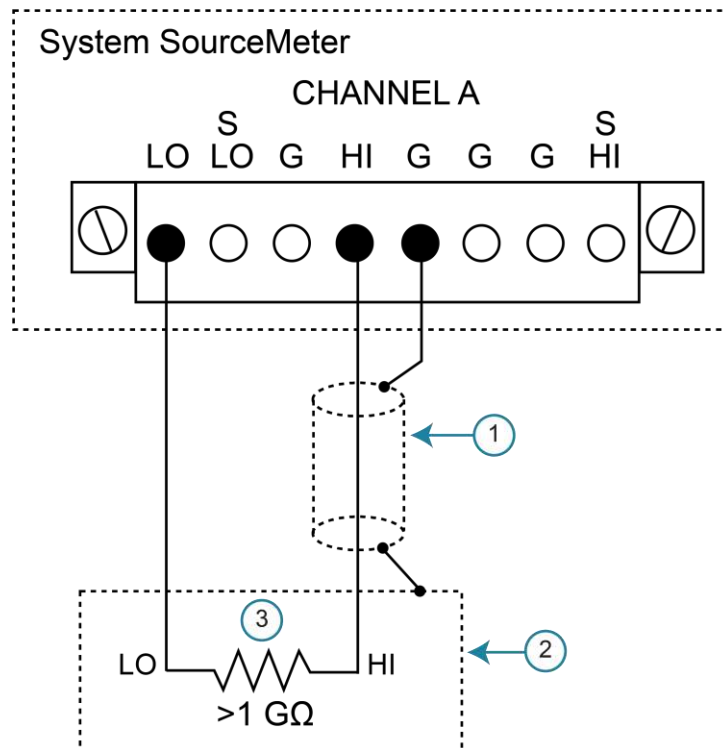 System SourceMeter
CHANNEL A
S S
LO LO G HI G G G HI
1
3
2
LO HI
>1 GΩ